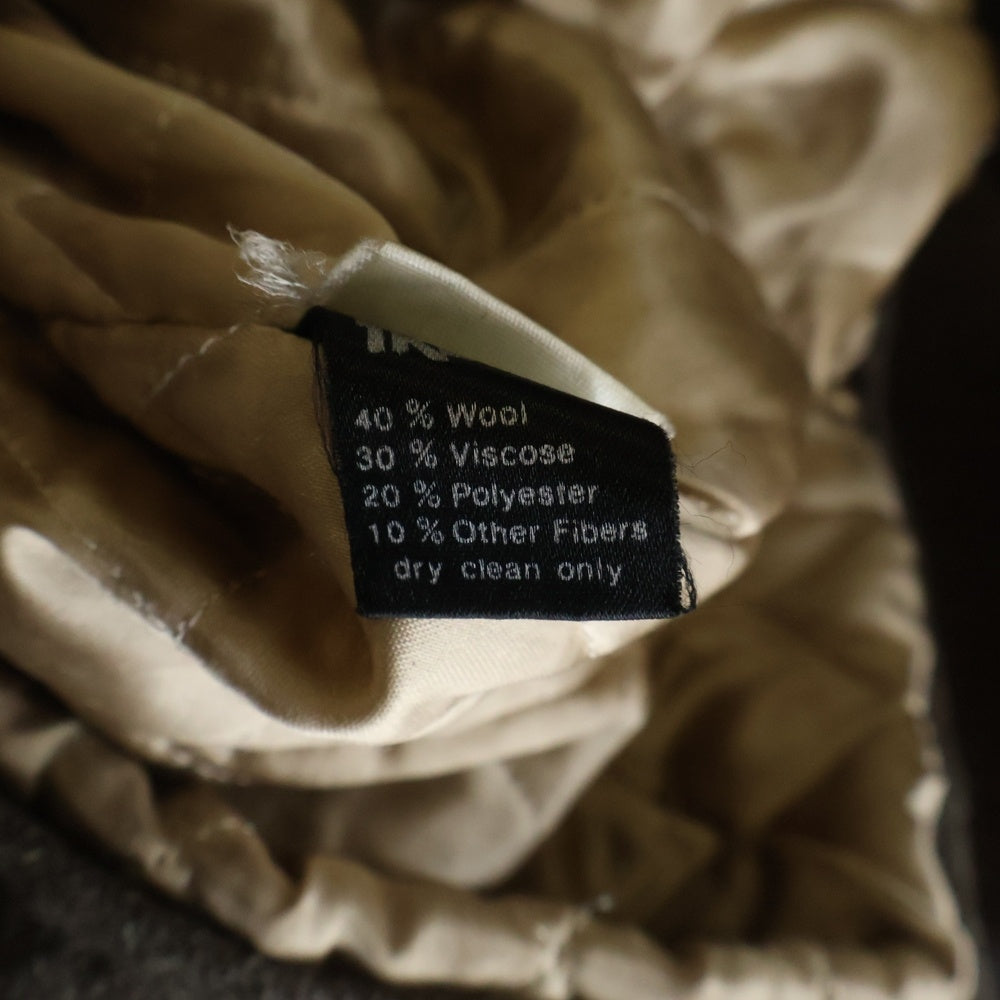 40 % Wool
30 % Viscose
20 % Polyester
10 % Other Fibers
dry clean only